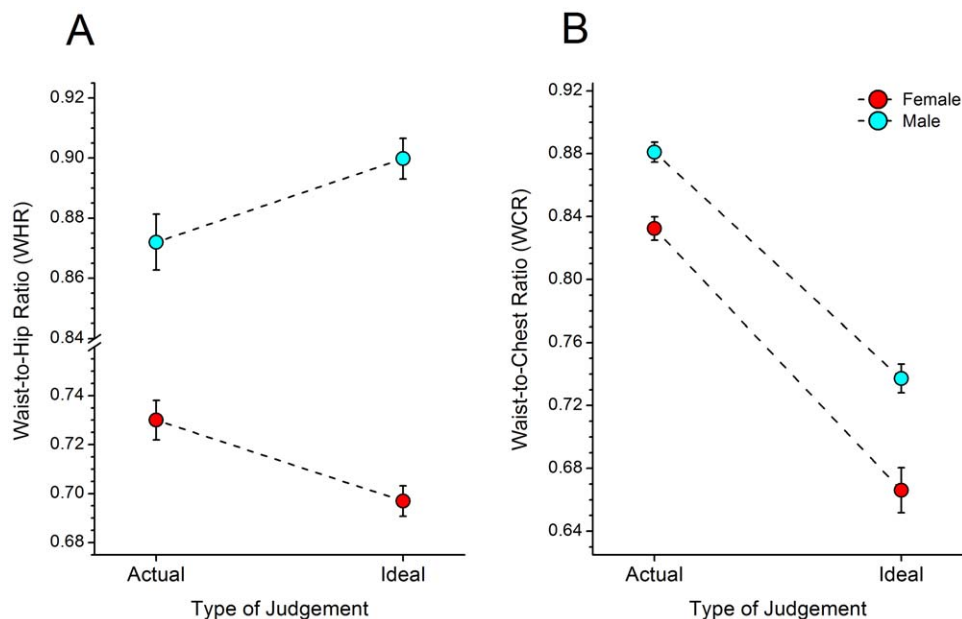 A
Waist-to-Hip Ratio (WHR)
0.92
0.90
0.88
0.86
0.84
0.74
0.72
0.70
0.68
Actual
Ideal
Type of Judgement
B
Waist-to-Chest Ratio (WCR)
0.92
0.88
0.84
0.80
0.76
0.72
0.68
0.64
Actual
Ideal
Type of Judgement
Female
Male